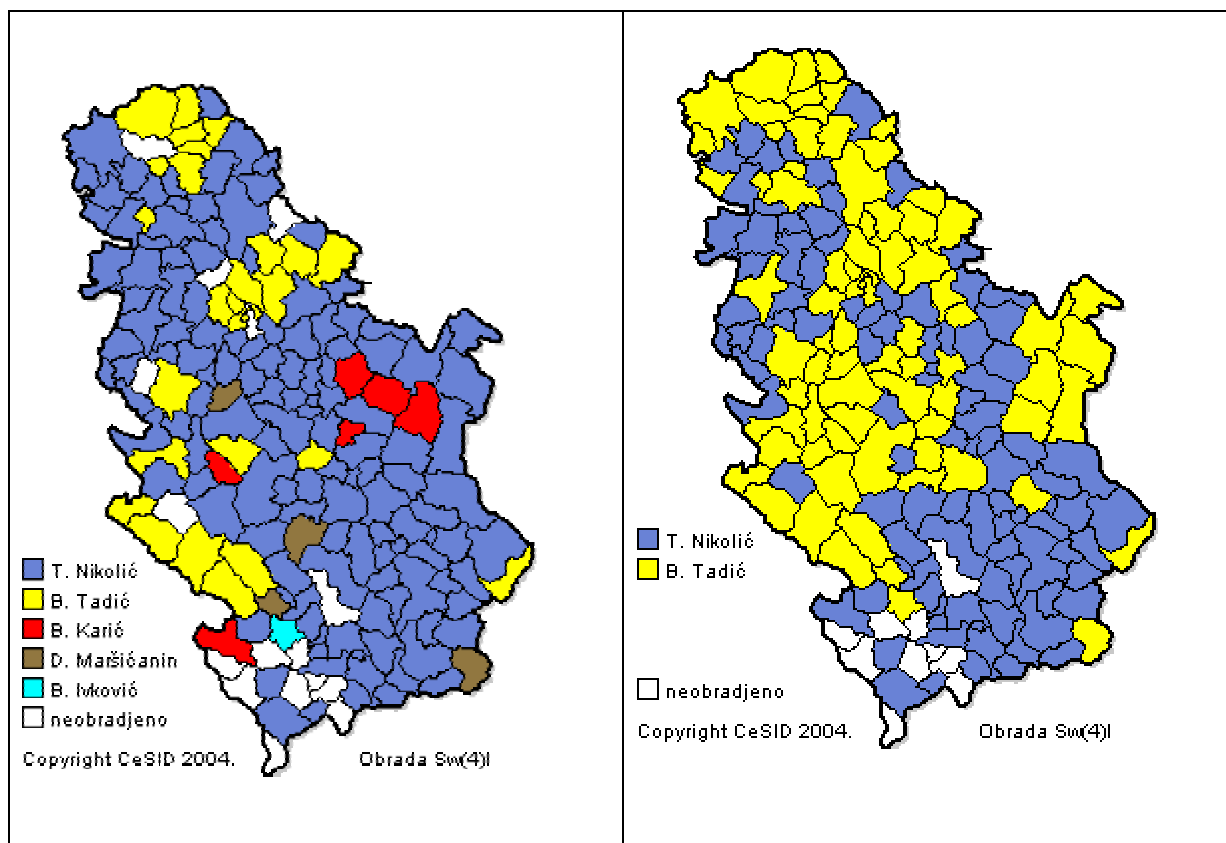 T. Nikolić
B. Tadić
B. Karić
D. Maršićanin
B. Ivković
neobradjeno
Copyright CeSID 2004. Obrada Sw(4)l
T. Nikolić
B. Tadić
neobradjeno
Copyright CeSID 2004. Obrada Sw(4)l